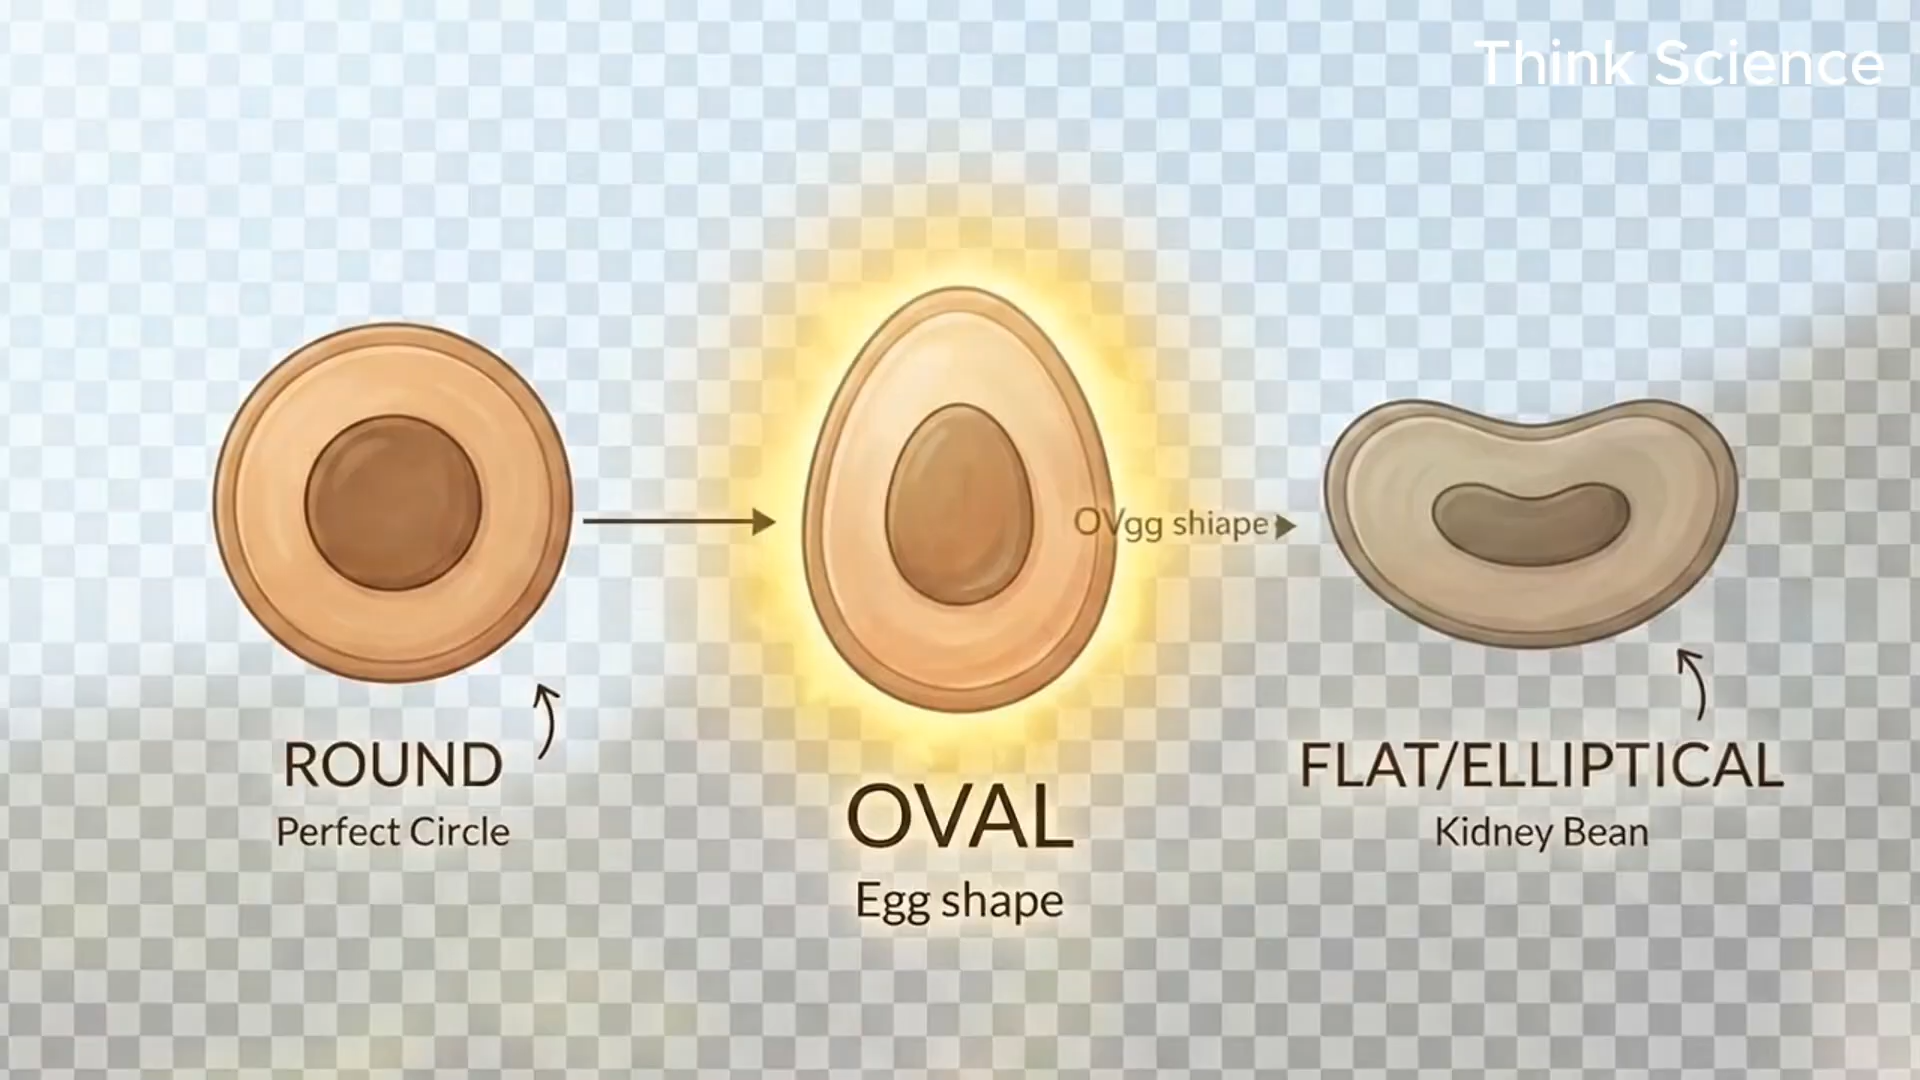 Think Science
OVgg shiape
ROUND
Perfect Circle
OVAL
Egg shape
FLAT/ELLIPTICAL
Kidney Bean